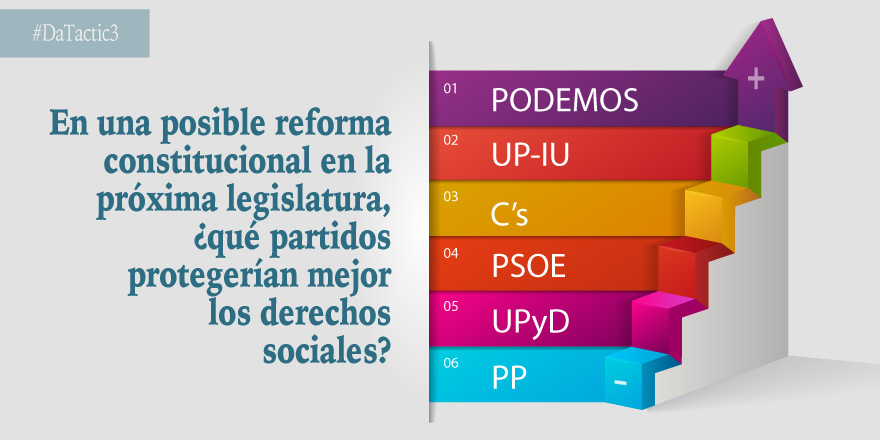 #DaTactic3
En una posible reforma
constitucional en la
próxima legislatura,
¿qué partidos
protegerían mejor
los derechos
sociales?
+
01 PODEMOS
02 UP-IU
03 C's
04 PSOE
05 UPyD
06 PP
-